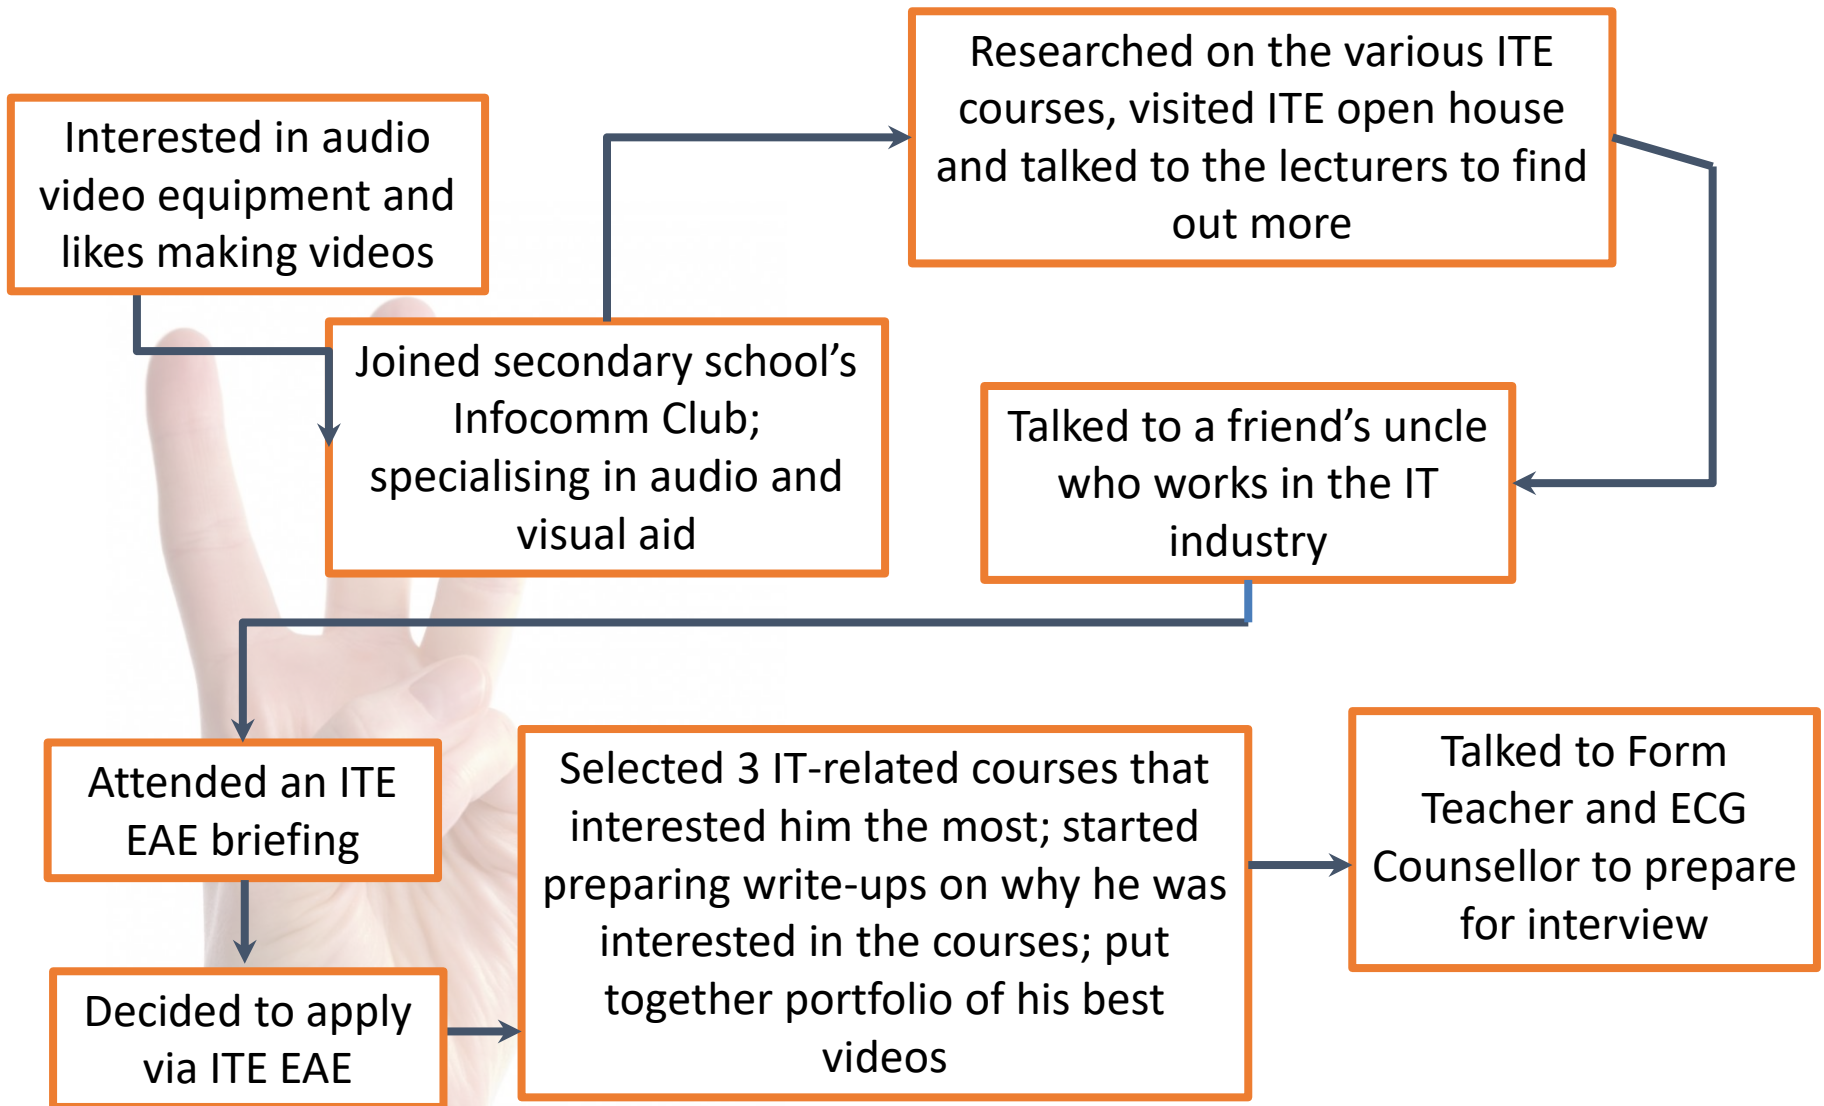 Interested in audio
video equipment and
likes making videos
Joined secondary school’s
Infocomm Club;
specialising in audio and
visual aid
Researched on the various ITE
courses, visited ITE open house
and talked to the lecturers to find
out more
Talked to a friend’s uncle
who works in the IT
industry
Attended an ITE
EAE briefing
Decided to apply
via ITE EAE
Selected 3 IT-related courses that
interested him the most; started
preparing write-ups on why he was
interested in the courses; put
together portfolio of his best
videos
Talked to Form
Teacher and ECG
Counsellor to prepare
for interview